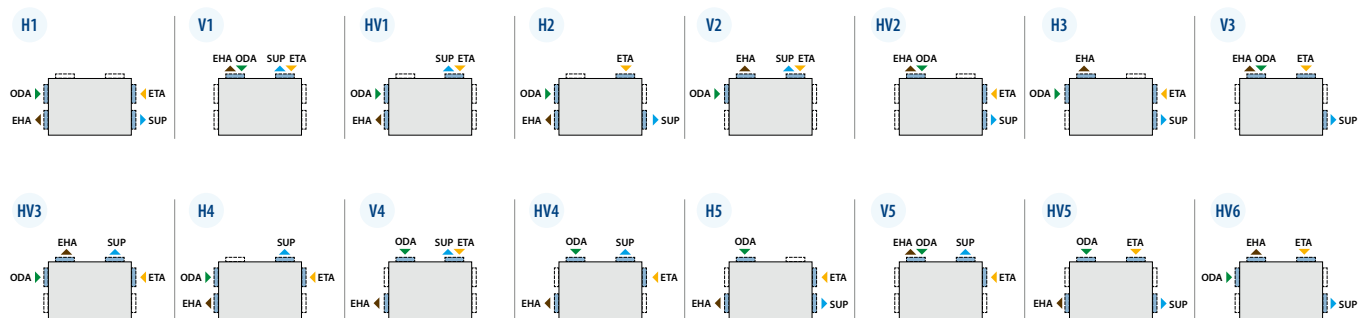 H1 V1 HV1 H2 V2 HV2 H3 V3
EHA ODA SUP ETA SUP ETA ETA EHA SUP ETA EHA ODA EHA EHA ODA ETA
ODA ETA ODA ODA ODA ETA ODA ETA
EHA SUP EHA EHA SUP SUP SUP SUP
HV3 H4 V4 HV4 H5 V5 HV5 HV6
EHA SUP SUP ODA SUP ETA ODA SUP ODA EHA ODA SUP ODA ETA EHA ETA
ODA ETA ODA ETA ETA ETA ETA ODA
EHA EHA EHA EHA SUP EHA SUP SUP